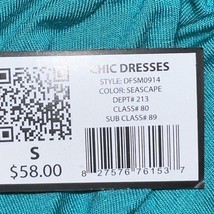 CHIC DRESSES
STYLE: DFSM0914
COLOR: SEASCAPE
DEPT# 213
CLASS# 80
SUB CLASS# 89
S
$58.00
8 27576 76153 7